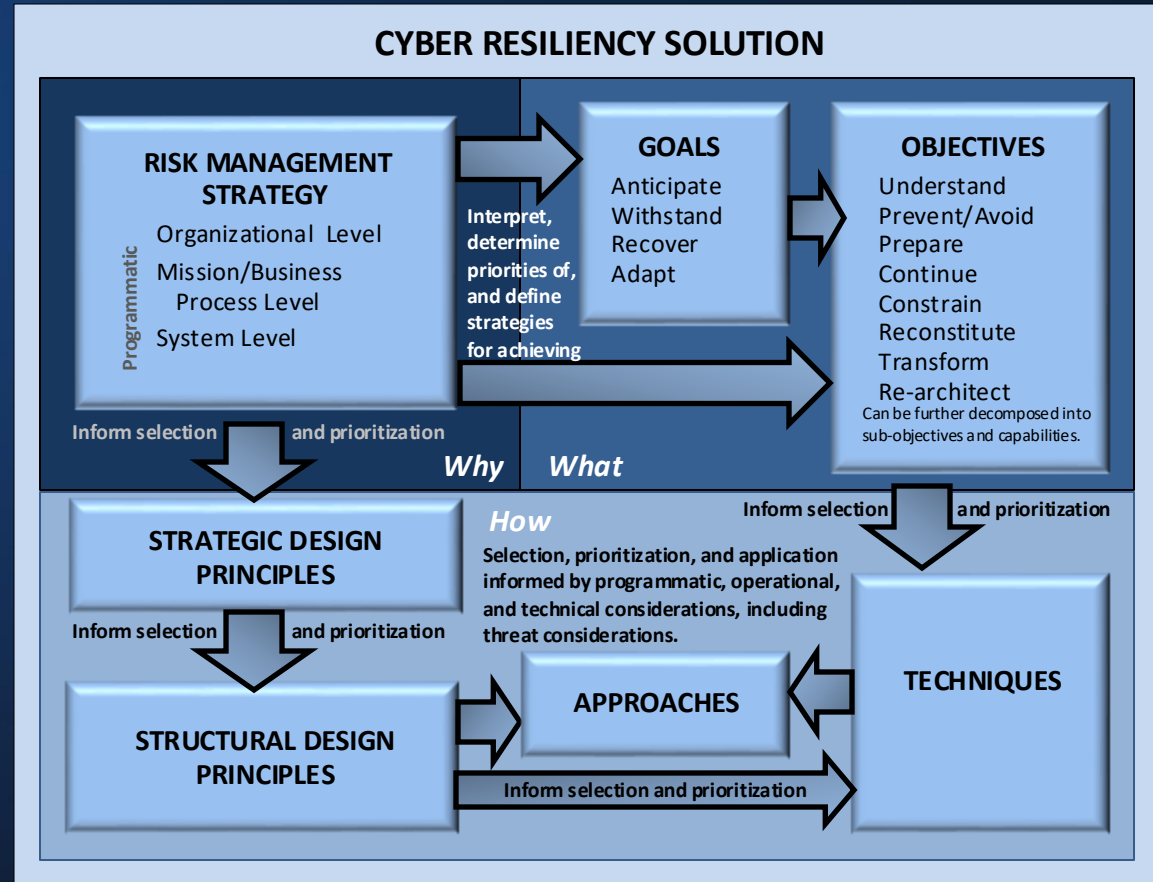 CYBER RESILIENCY SOLUTION
RISK MANAGEMENT
STRATEGY
Programmatic
Organizational Level
Mission/Business
Process Level
System Level
Interpret,
determine
priorities of,
and define
strategies
for achieving
GOALS
Anticipate
Withstand
Recover
Adapt
OBJECTIVES
Understand
Prevent/Avoid
Prepare
Continue
Constrain
Reconstitute
Transform
Re-architect
Can be further decomposed into
sub-objectives and capabilities.
Inform selection and prioritization
Why
What
How
Selection, prioritization, and application
informed by programmatic, operational,
and technical considerations, including
threat considerations.
Inform selection and prioritization
STRATEGIC DESIGN
PRINCIPLES
Inform selection and prioritization
STRUCTURAL DESIGN
PRINCIPLES
APPROACHES
TECHNIQUES
Inform selection and prioritization